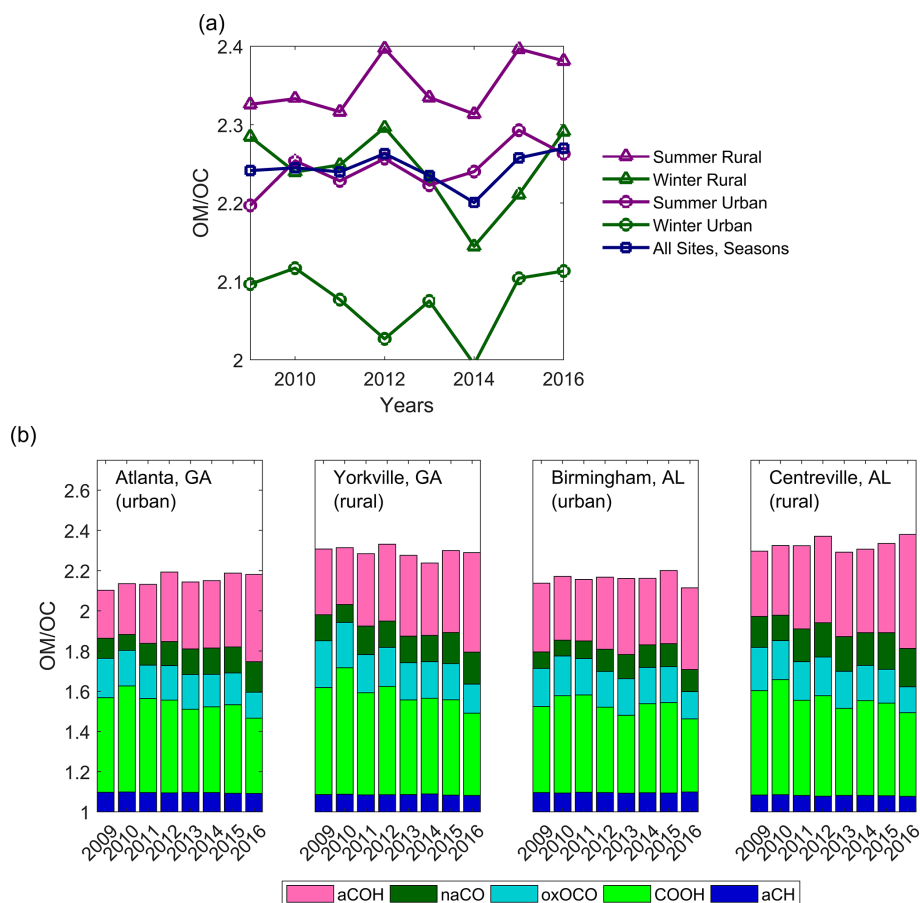 (a)
2.4
2.3
2.2
2.1
2
OM/OC
2010 2012 2014 2016
Years
Summer Rural
Winter Rural
Summer Urban
Winter Urban
All Sites, Seasons
(b)
Atlanta, GA
(urban)
Yorkville, GA
(rural)
Birmingham, AL
(urban)
Centreville, AL
(rural)
2.6
2.4
2.2
2
1.8
1.6
1.4
1.2
1
OM/OC
2009 2010 2011 2012 2013 2014 2015 2016
2009 2010 2011 2012 2013 2014 2015 2016
2009 2010 2011 2012 2013 2014 2015 2016
2009 2010 2011 2012 2013 2014 2015 2016
aCOH naCO oxOCO COOH aCH